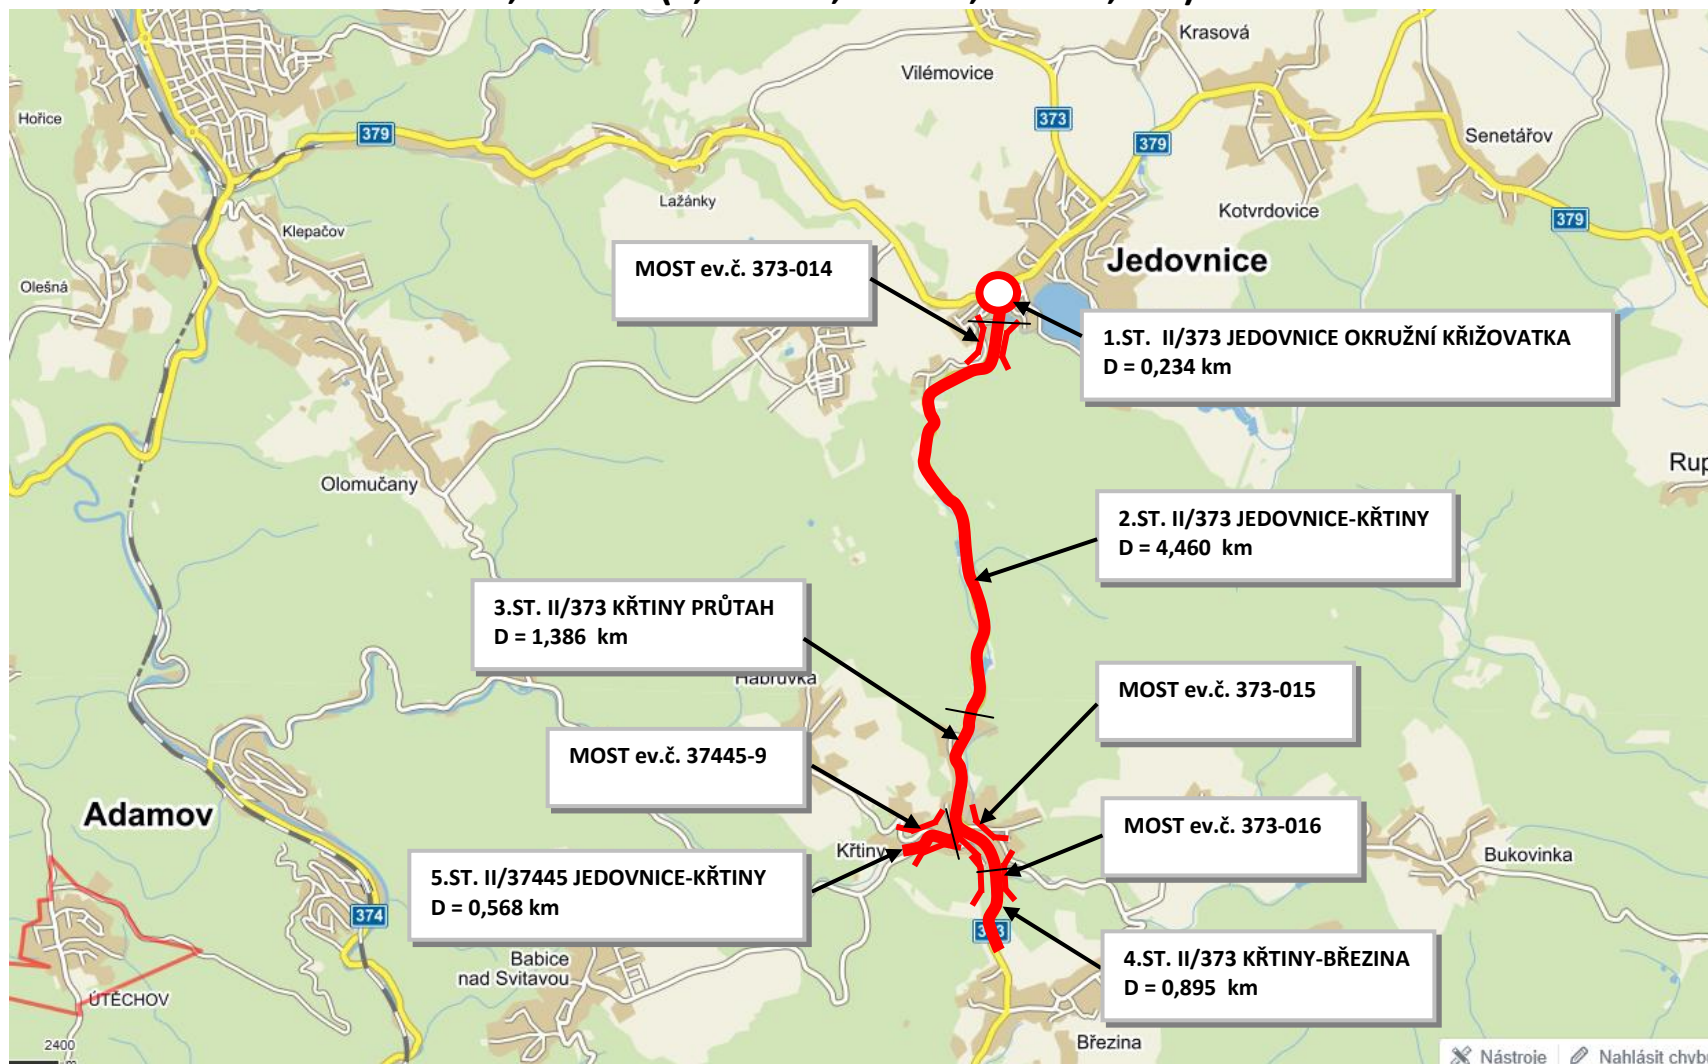 Krasová
Vilémovice
Hořice
379
373
379
Senetářov
Lažánky
Kotvrdovice
379
Klepačov
Jedovnice
MOST ev.č. 373-014
Olešná
1.ST. II/373 JEDOVNICE OKRUŽNÍ KŘIŽOVATKA
D = 0,234 km
Olomučany
2.ST. II/373 JEDOVNICE-KŘTINY
D = 4,460 km
3.ST. II/373 KŘTINY PRŮTAH
D = 1,386 km
Habrůvka
MOST ev.č. 373-015
MOST ev.č. 37445-9
Adamov
MOST ev.č. 373-016
Křtiny
Bukovinka
5.ST. II/37445 JEDOVNICE-KŘTINY
D = 0,568 km
374
Babice
nad Svitavou
4.ST. II/373 KŘTINY-BŘEZINA
D = 0,895 km
ÚTĚCHOV
Březina
2400
Nástroje